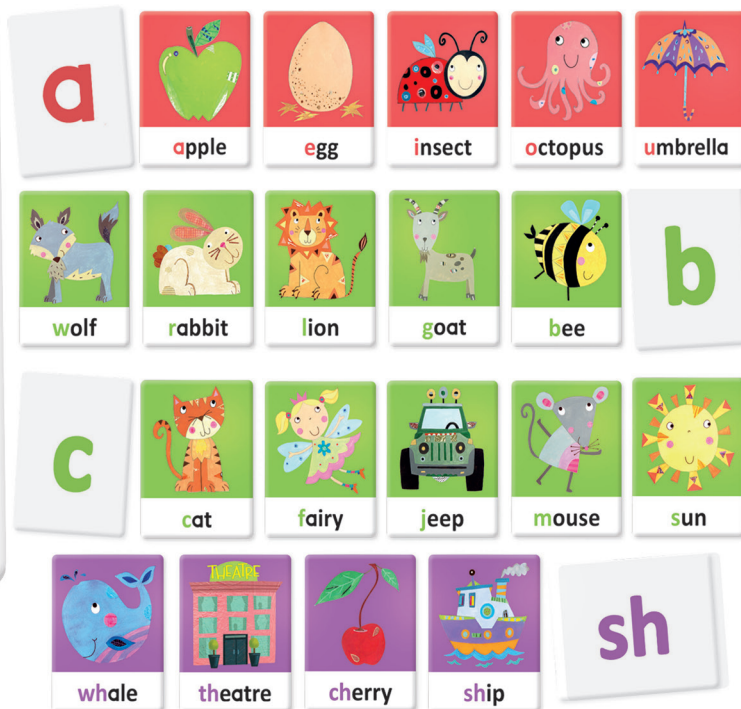 a
apple
egg
insect
octopus
umbrella
wolf
rabbit
lion
goat
bee
b
c
cat
fairy
jeep
mouse
sun
THEATRE
whale
theatre
cherry
ship
sh